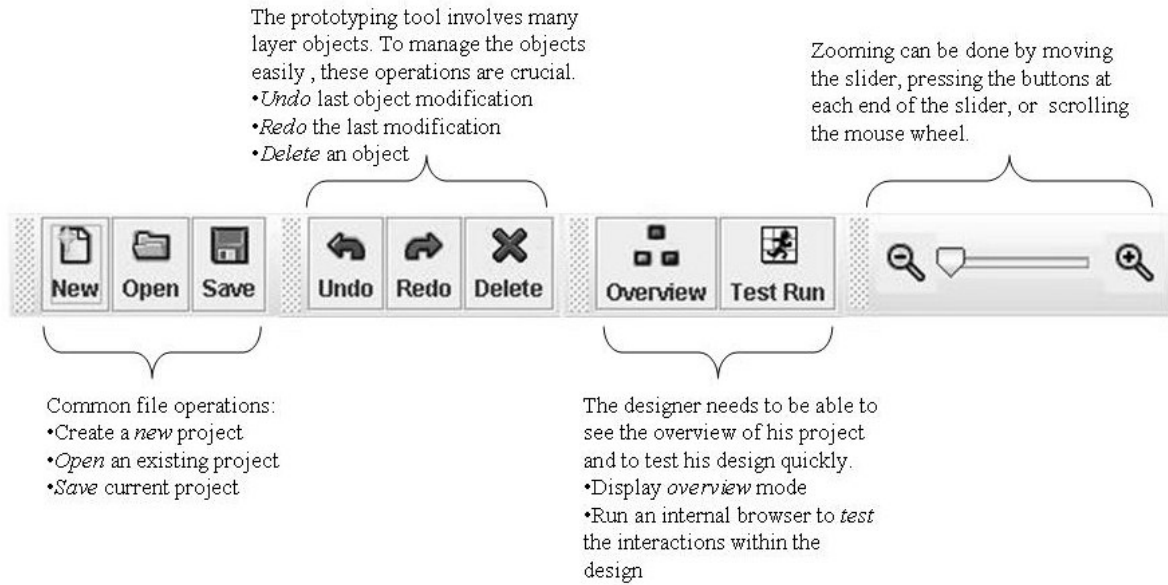 The prototyping tool involves many
layer objects. To manage the objects
easily , these operations are crucial.
•Undo last object modification
•Redo the last modification
•Delete an object
Zooming can be done by moving
the slider, pressing the buttons at
each end of the slider, or scrolling
the mouse wheel.
New Open Save Undo Redo Delete Overview Test Run
Common file operations:
•Create a new project
•Open an existing project
•Save current project
The designer needs to be able to
see the overview of his project
and to test his design quickly.
•Display overview mode
•Run an internal browser to test
the interactions within the
design